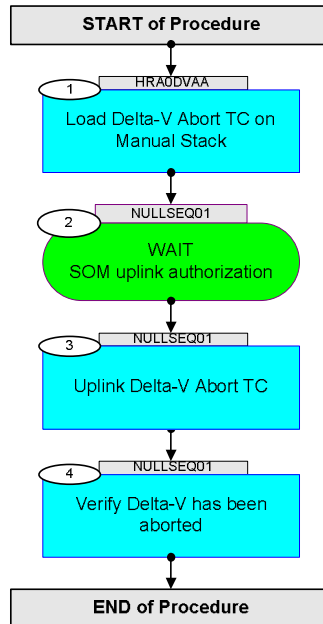 START of Procedure
HRA0DVAA
1
Load Delta-V Abort TC on
Manual Stack
NULLSEQ01
2
WAIT
SOM uplink authorization
NULLSEQ01
3
Uplink Delta-V Abort TC
NULLSEQ01
4
Verify Delta-V has been
aborted
END of Procedure